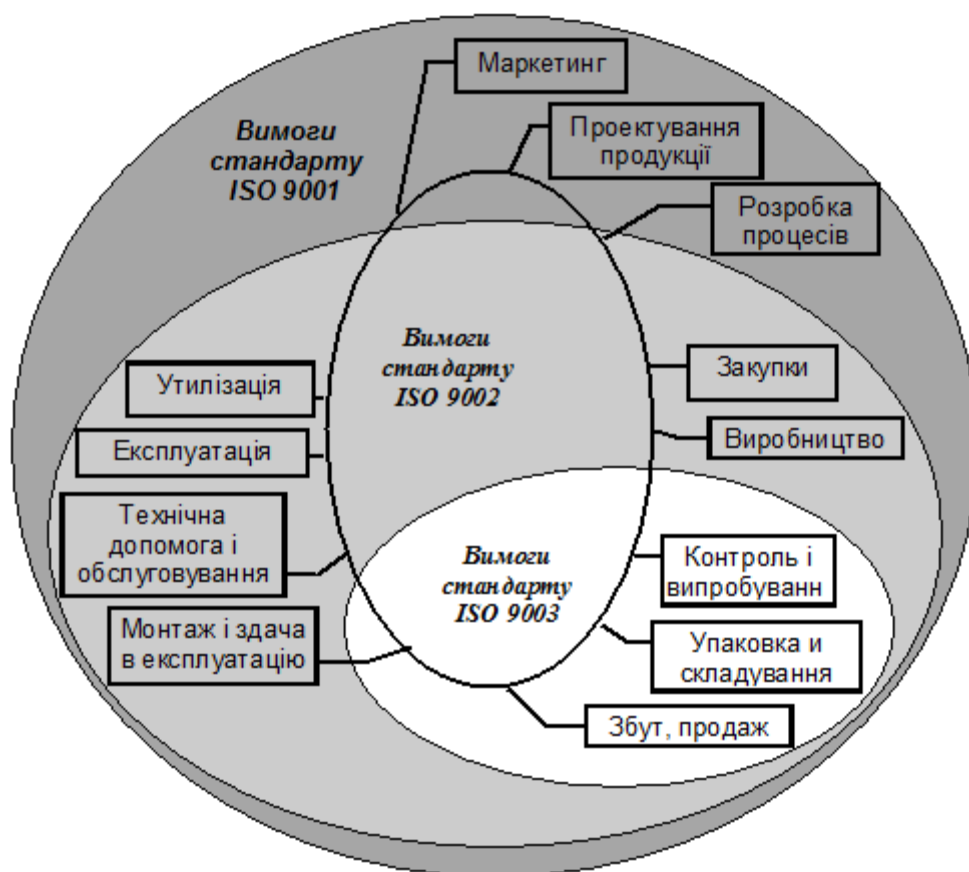 Маркетинг
Вимоги
стандарту
ISO 9001
Проектування
продукції
Розробка
процесів
Вимоги
стандарту
ISO 9002
Закупки
Утилізація
Виробництво
Експлуатація
Технічна
допомога і
обслуговування
Вимоги
стандарту
ISO 9003
Контроль і
випробуванн
Монтаж і здача
в експлуатацію
Упаковка и
складування
Збут, продаж